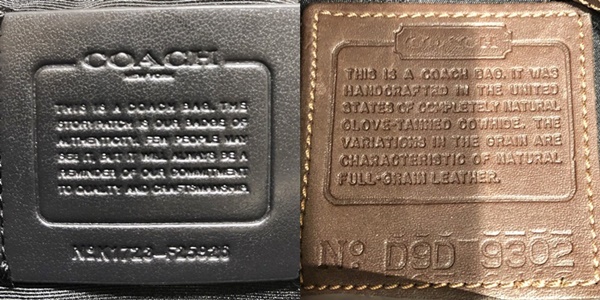 COACH
NEW YORK
THIS IS A COACH BAG. THE
STORYPATCH IS OUR BADGE OF
AUTHENTICITY. FEW PEOPLE MAY
SEE IT, BUT IT WILL ALWAYS BE A
REMINDER OF OUR COMMITMENT
TO QUALITY AND CRAFTSMANSHIP.
COACH
THIS IS A COACH BAG. IT WAS
HANDCRAFTED IN THE UNITED
STATES OF COMPLETELY NATURAL
GLOVE-TANNED COWHIDE. THE
VARIATIONS IN THE GRAIN ARE
CHARACTERISTIC OF NATURAL
FULL-GRAIN LEATHER.
Nº D9D-9302